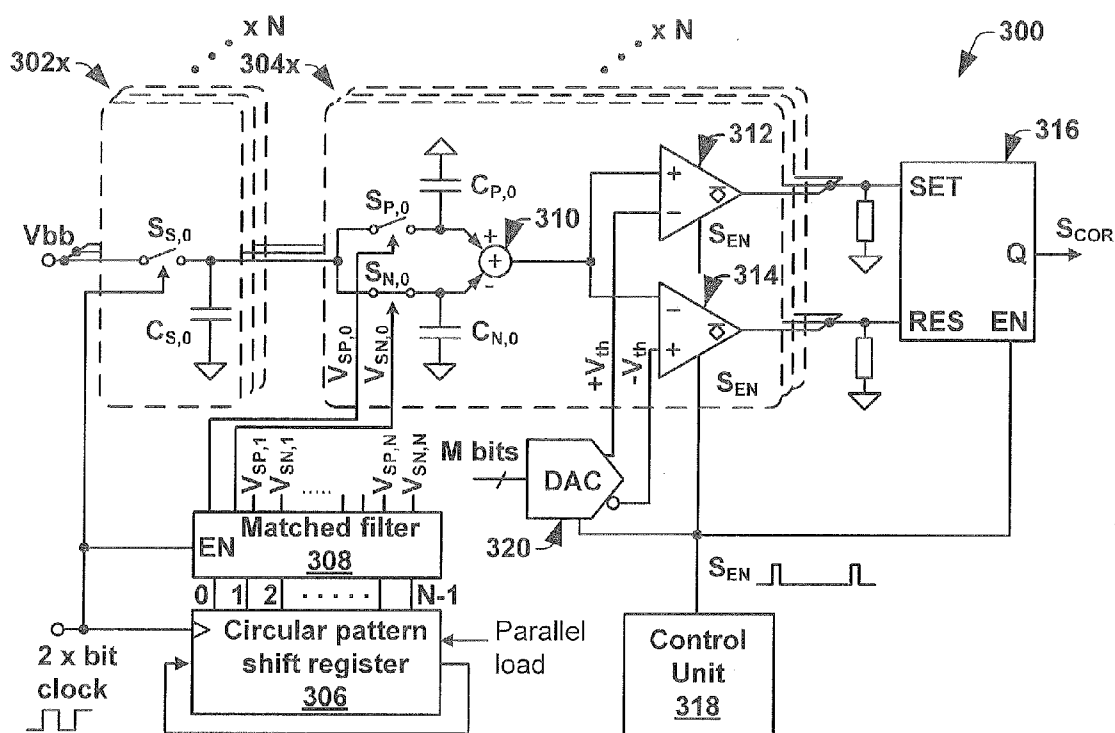 x N
x N
302x
304x
300
312
316
C_P,0
S_P,0
SET
Vbb
S_S,0
310
+
+
+
−
S_EN
S_COR
Q
S_N,0
-
314
C_S,0
C_N,0
−
+
RES
EN
V_SP,0
V_SN,0
+V_th
-V_th
S_EN
M bits
DAC
V_SP,1
V_SN,1
.....
V_SP,N
V_SN,N
Matched filter
EN
308
320
S_EN
0
1
2
.....
N-1
Circular pattern
shift register
306
Parallel
load
2 x bit
clock
Control
Unit
318